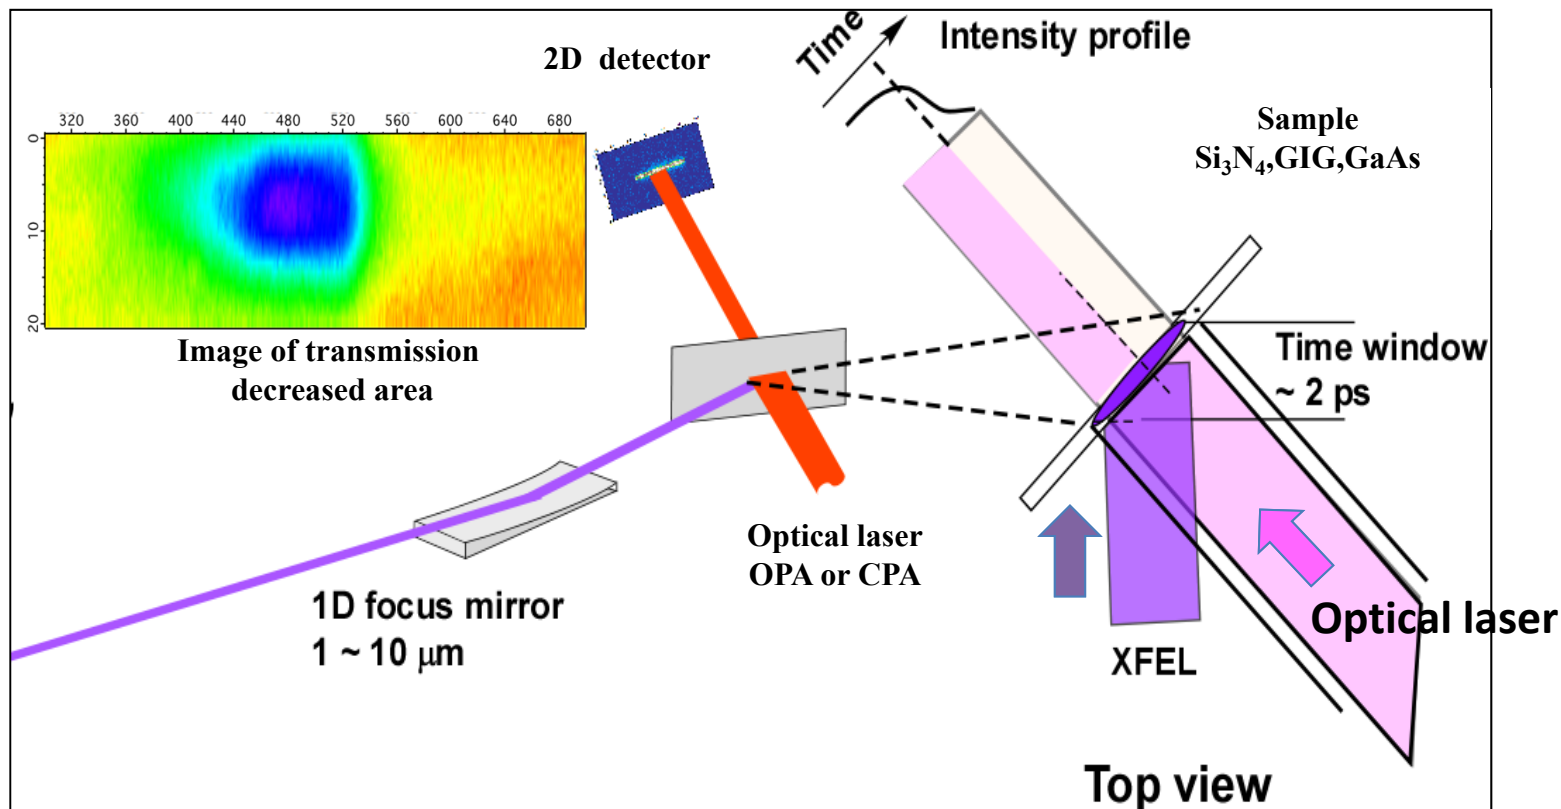 2D detector
Time
Intensity profile
Sample
Si₃N₄,GIG,GaAs
320 360 400 440 480 520 560 600 640 680
0
10
20
Image of transmission
decreased area
Time window
~ 2 ps
Optical laser
OPA or CPA
1D focus mirror
1 ~ 10 μm
Optical laser
XFEL
Top view